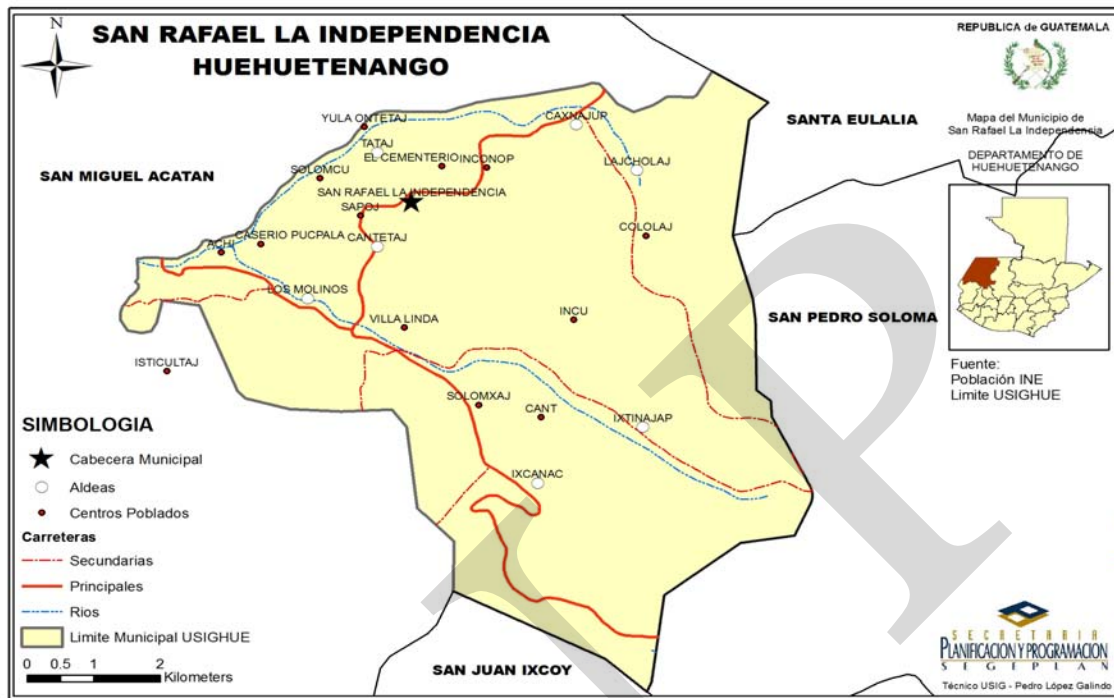 N
SAN RAFAEL LA INDEPENDENCIA
HUEHUETENANGO
REPUBLICA de GUATEMALA
Mapa del Municipio de
San Rafael La Independencia
DEPARTAMENTO DE
HUEHUETENANGO
SANTA EULALIA
SAN MIGUEL ACATAN
YULA ONTETAJ
CAXNAJUP
TATAJ
EL CEMENTERIO
INCONOP
LAJCHOLAJ
SOLOMCU
SAN RAFAEL LA INDEPENDENCIA
SAPOJ
COLOLAJ
CASERIO PUCPALA
CANTETAJ
ACHI
LOS MOLINOS
VILLA LINDA
INCU
SAN PEDRO SOLOMA
ISTICULTAJ
Fuente:
Población INE
Limite USIGHUE
SOLOMXAJ
CANT
IXTINAJAP
IXCANAC
SIMBOLOGIA
Cabecera Municipal
Aldeas
Centros Poblados
Carreteras
Secundarias
Principales
Rios
Limite Municipal USIGHUE
0 0.5 1 2
Kilometers
SAN JUAN IXCOY
SECRETARIA
PLANIFICACION Y PROGRAMACION
SEGEPLAN
Técnico USIG - Pedro López Galindo